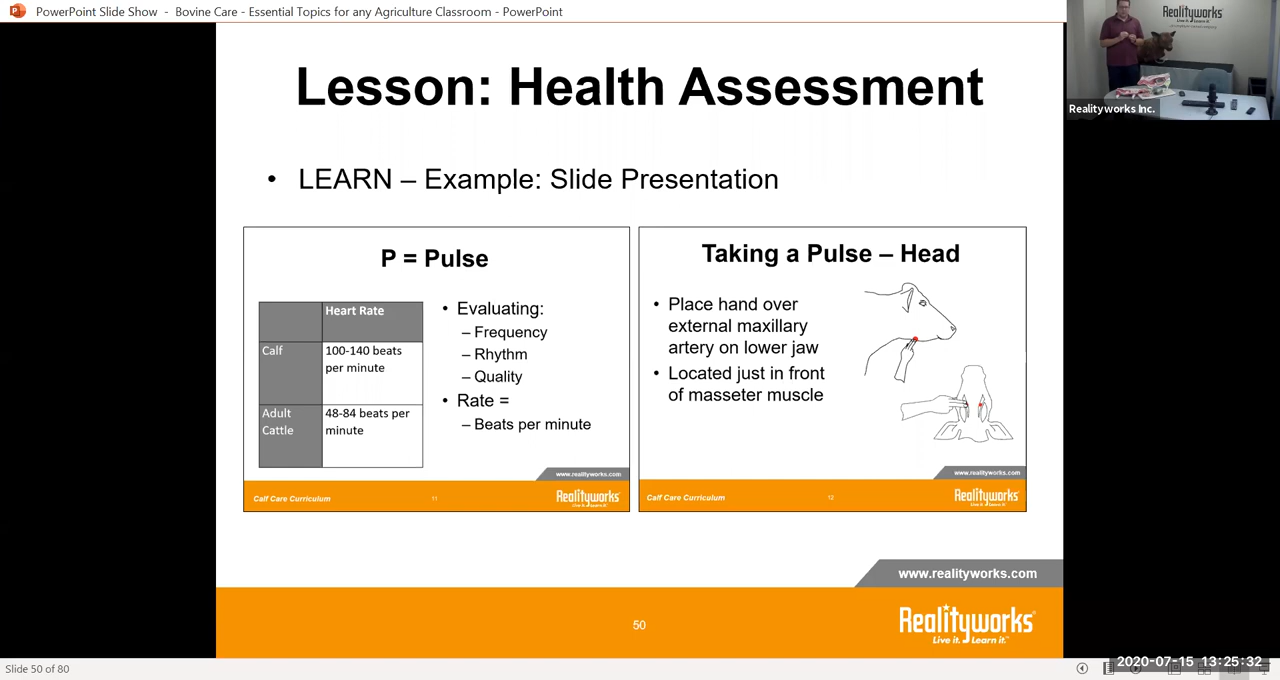 PowerPoint Slide Show - Bovine Care - Essential Topics for any Agriculture Classroom - PowerPoint
Realityworks
Live it. Learn it.
Realityworks Inc.
Lesson: Health Assessment
• LEARN – Example: Slide Presentation
P = Pulse
Heart Rate
Calf
100-140 beats
per minute
Adult
Cattle
48-84 beats per
minute
• Evaluating:
– Frequency
– Rhythm
– Quality
• Rate =
– Beats per minute
www.realityworks.com
Calf Care Curriculum
11
Realityworks
Live it. Learn it.
Taking a Pulse – Head
• Place hand over
external maxillary
artery on lower jaw
• Located just in front
of masseter muscle
www.realityworks.com
Calf Care Curriculum
12
Realityworks
Live it. Learn it.
www.realityworks.com
50
Realityworks
Live it. Learn it.
Slide 50 of 80
2020-07-15 13:25:32